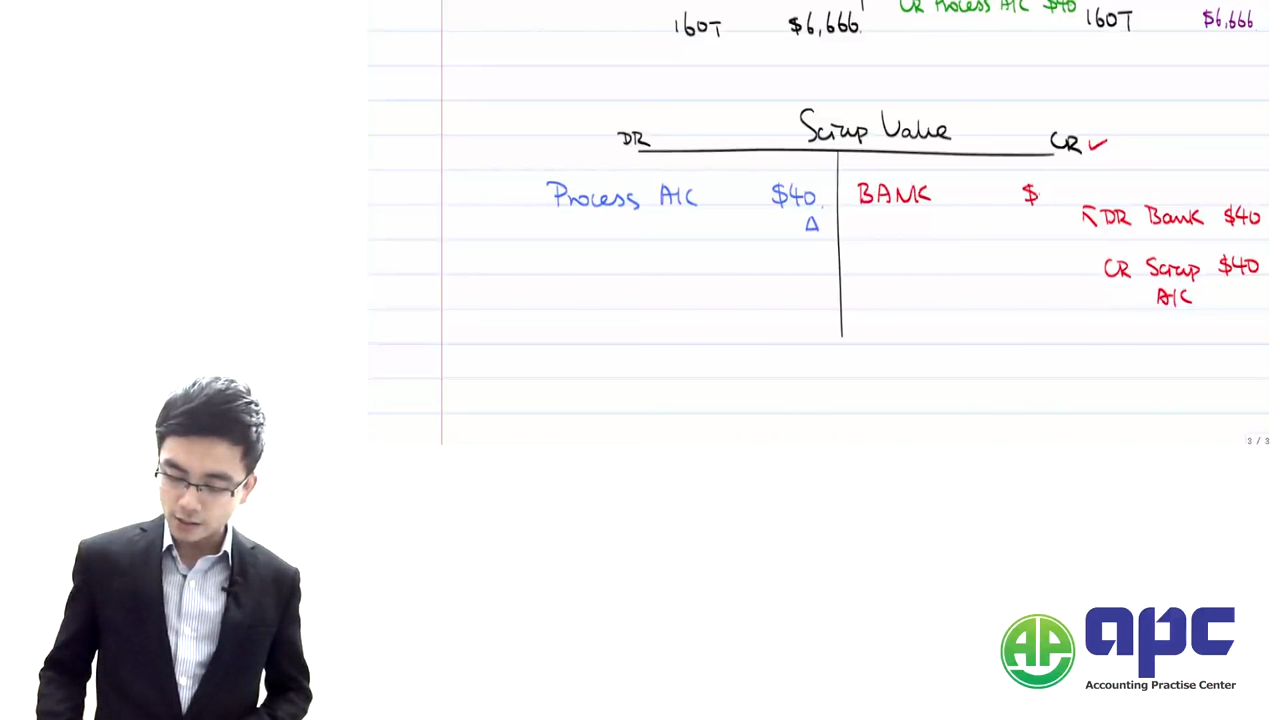 CR Process A/C $40
160T $6,666. 160T $6,666
Scrap Value
DR CR ✓
Process A/C $40. BANK $
Δ
DR Bank $40
CR Scrap $40
A/C
3 / 3
AP
apc
Accounting Practise Center